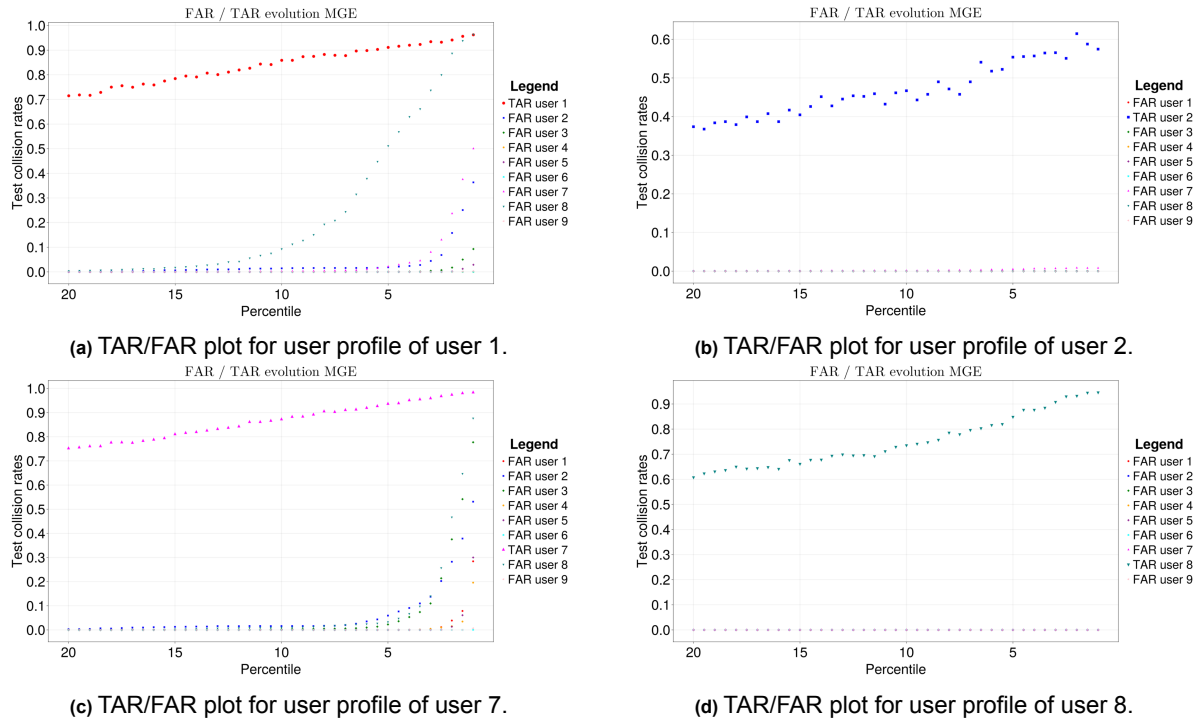 FAR / TAR evolution MGE
1.0
0.9
0.8
0.7
0.6
0.5
0.4
0.3
0.2
0.1
0.0
Test collision rates
20
15
10
5
Percentile
Legend
TAR user 1
FAR user 2
FAR user 3
FAR user 4
FAR user 5
FAR user 6
FAR user 7
FAR user 8
FAR user 9
(a) TAR/FAR plot for user profile of user 1.
FAR / TAR evolution MGE
0.6
0.5
0.4
0.3
0.2
0.1
0.0
Test collision rates
20
15
10
5
Percentile
Legend
FAR user 1
TAR user 2
FAR user 3
FAR user 4
FAR user 5
FAR user 6
FAR user 7
FAR user 8
FAR user 9
(b) TAR/FAR plot for user profile of user 2.
FAR / TAR evolution MGE
1.0
0.9
0.8
0.7
0.6
0.5
0.4
0.3
0.2
0.1
0.0
Test collision rates
20
15
10
5
Percentile
Legend
FAR user 1
FAR user 2
FAR user 3
FAR user 4
FAR user 5
FAR user 6
TAR user 7
FAR user 8
FAR user 9
(c) TAR/FAR plot for user profile of user 7.
FAR / TAR evolution MGE
0.9
0.8
0.7
0.6
0.5
0.4
0.3
0.2
0.1
0.0
Test collision rates
20
15
10
5
Percentile
Legend
FAR user 1
FAR user 2
FAR user 3
FAR user 4
FAR user 5
FAR user 6
FAR user 7
TAR user 8
FAR user 9
(d) TAR/FAR plot for user profile of user 8.